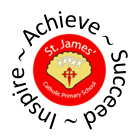 Inspire ~ Achieve ~ Succeed ~
St. James'
Catholic Primary School